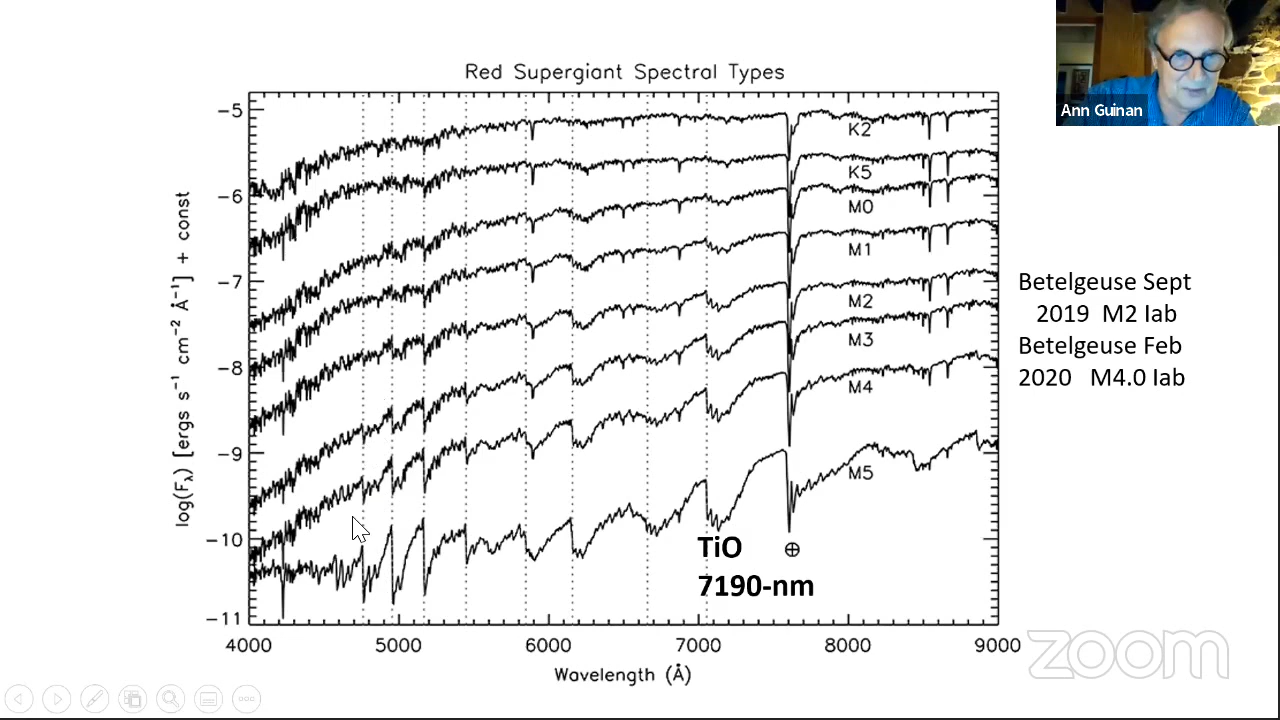 Red Supergiant Spectral Types
Ann Guinan
log(Fλ) [ergs s⁻¹ cm⁻² Å⁻¹] + const
−5
−6
−7
−8
−9
−10
−11
K2
K5
M0
M1
M2
M3
M4
M5
Betelgeuse Sept
2019 M2 Iab
Betelgeuse Feb
2020 M4.0 Iab
TiO
7190-nm
⊕
4000 5000 6000 7000 8000 9000
Wavelength (Å)
zoom